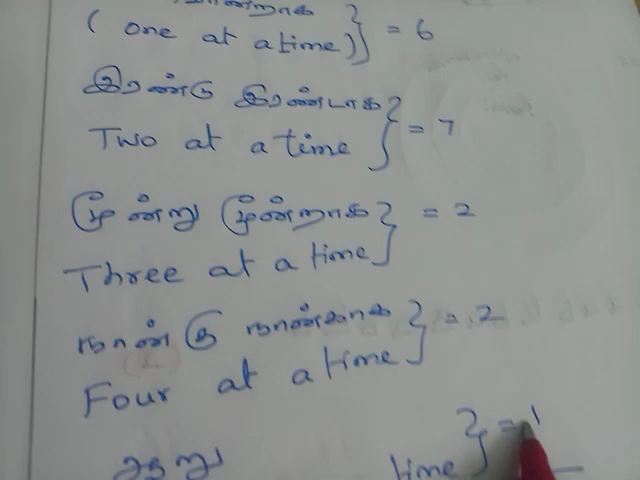 ( one at a time) } = 6
இரண்டு இரண்டாக
Two at a time } = 7
மூன்று மூன்றாக } = 2
Three at a time
நான்கு நான்காக } = 2
Four at a time
time } = 1